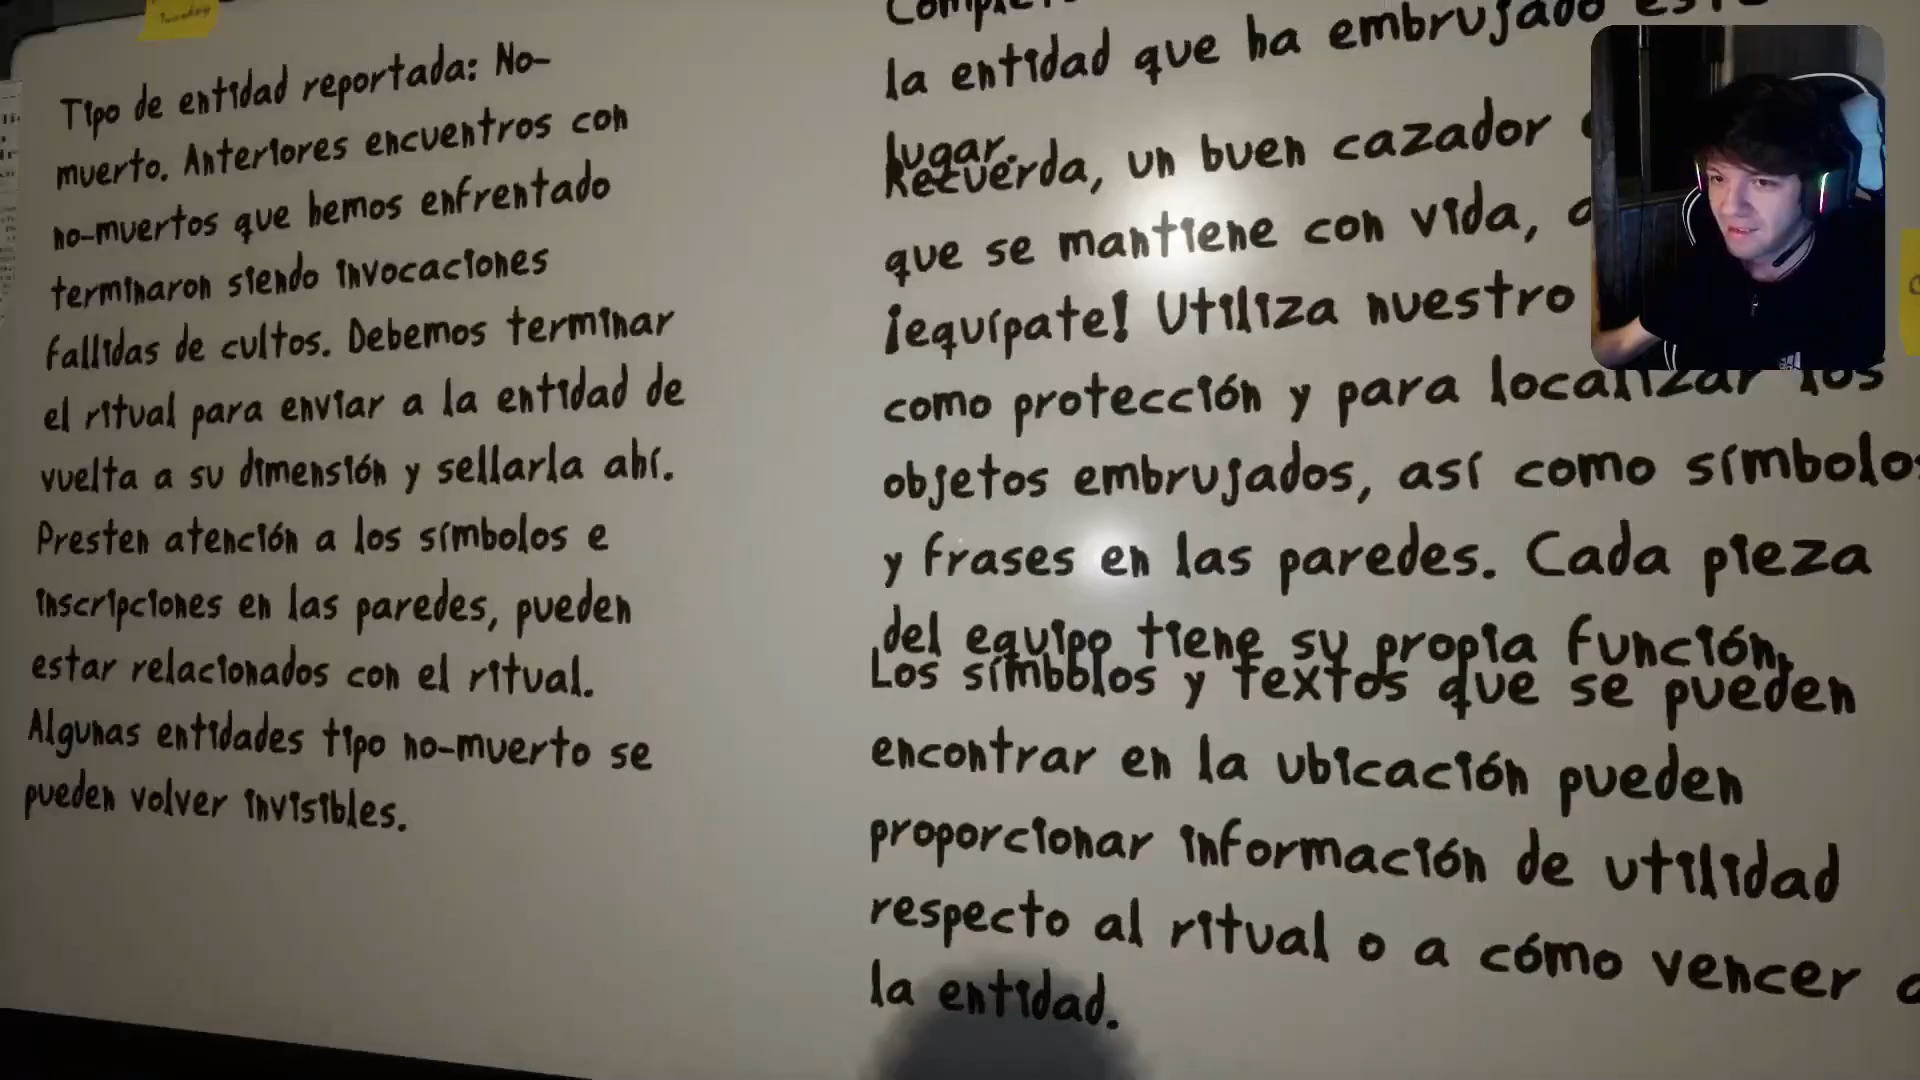 Tuesday
Tipo de entidad reportada: No-
muerto. Anteriores encuentros con
no-muertos que hemos enfrentado
terminaron siendo invocaciones
fallidas de cultos. Debemos terminar
el ritual para enviar a la entidad de
vuelta a su dimensión y sellarla ahí.
Presten atención a los símbolos e
inscripciones en las paredes, pueden
estar relacionados con el ritual.
Algunas entidades tipo no-muerto se
pueden volver invisibles.
la entidad que ha embrujado
lugar.
Recuerda, un buen cazador
que se mantiene con vida,
¡equípate! Utiliza nuestro
como protección y para localizar los
objetos embrujados, así como símbolos
y frases en las paredes. Cada pieza
del equipo tiene su propia función.
Los símbolos y textos que se pueden
encontrar en la ubicación pueden
proporcionar información de utilidad
respecto al ritual o a cómo vencer a
la entidad.